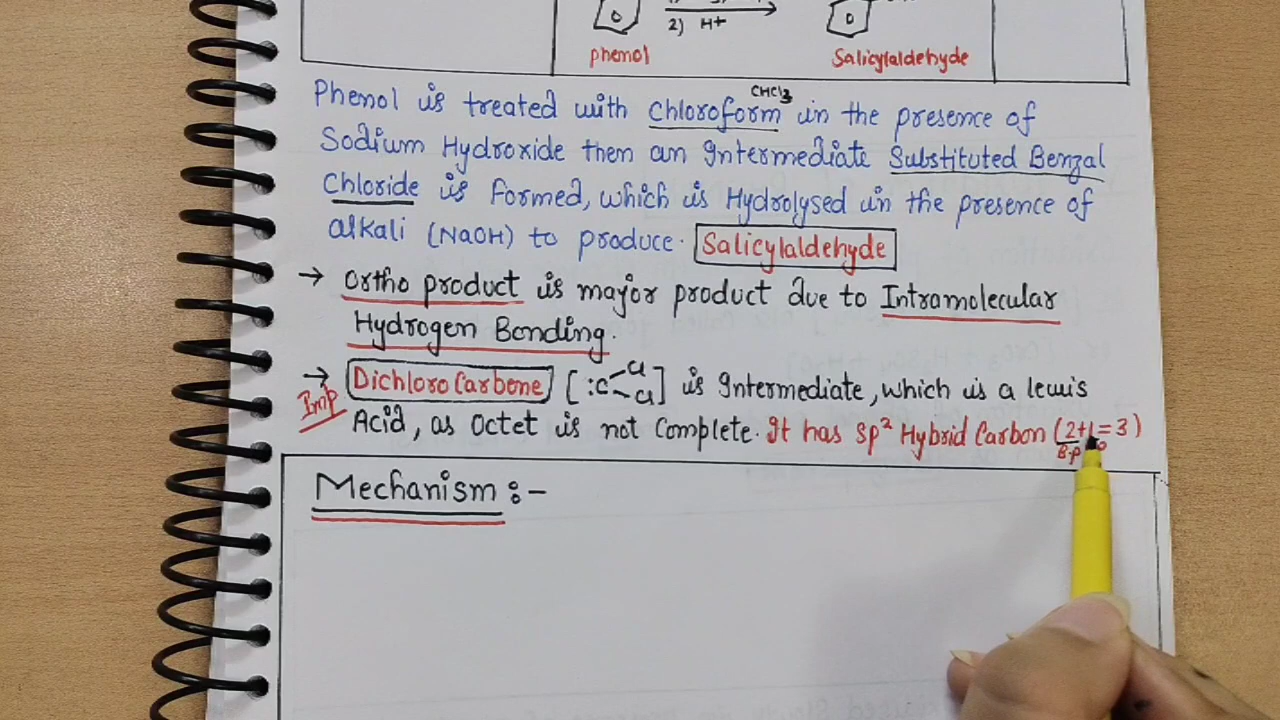 2) H+
phenol
Salicylaldehyde
CHCl3
Phenol is treated with Chloroform in the presence of
Sodium Hydroxide then an Intermediate Substituted Benzal
Chloride is formed, which is Hydrolysed in the presence of
alkali (NaOH) to produce. Salicylaldehyde
→ Ortho product is major product due to Intramolecular
Hydrogen Bonding.
→ Dichloro Carbene [:C Cl Cl] is Intermediate, which is a lewis
Imp
Acid, as Octet is not Complete. It has Sp² Hybrid Carbon (2+1=3)
B.P
Mechanism :-